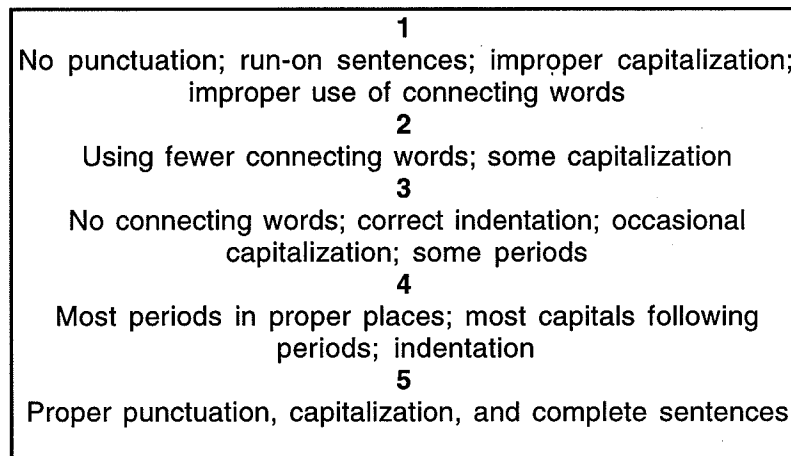 1
No punctuation; run-on sentences; improper capitalization;
improper use of connecting words
2
Using fewer connecting words; some capitalization
3
No connecting words; correct indentation; occasional
capitalization; some periods
4
Most periods in proper places; most capitals following
periods; indentation
5
Proper punctuation, capitalization, and complete sentences